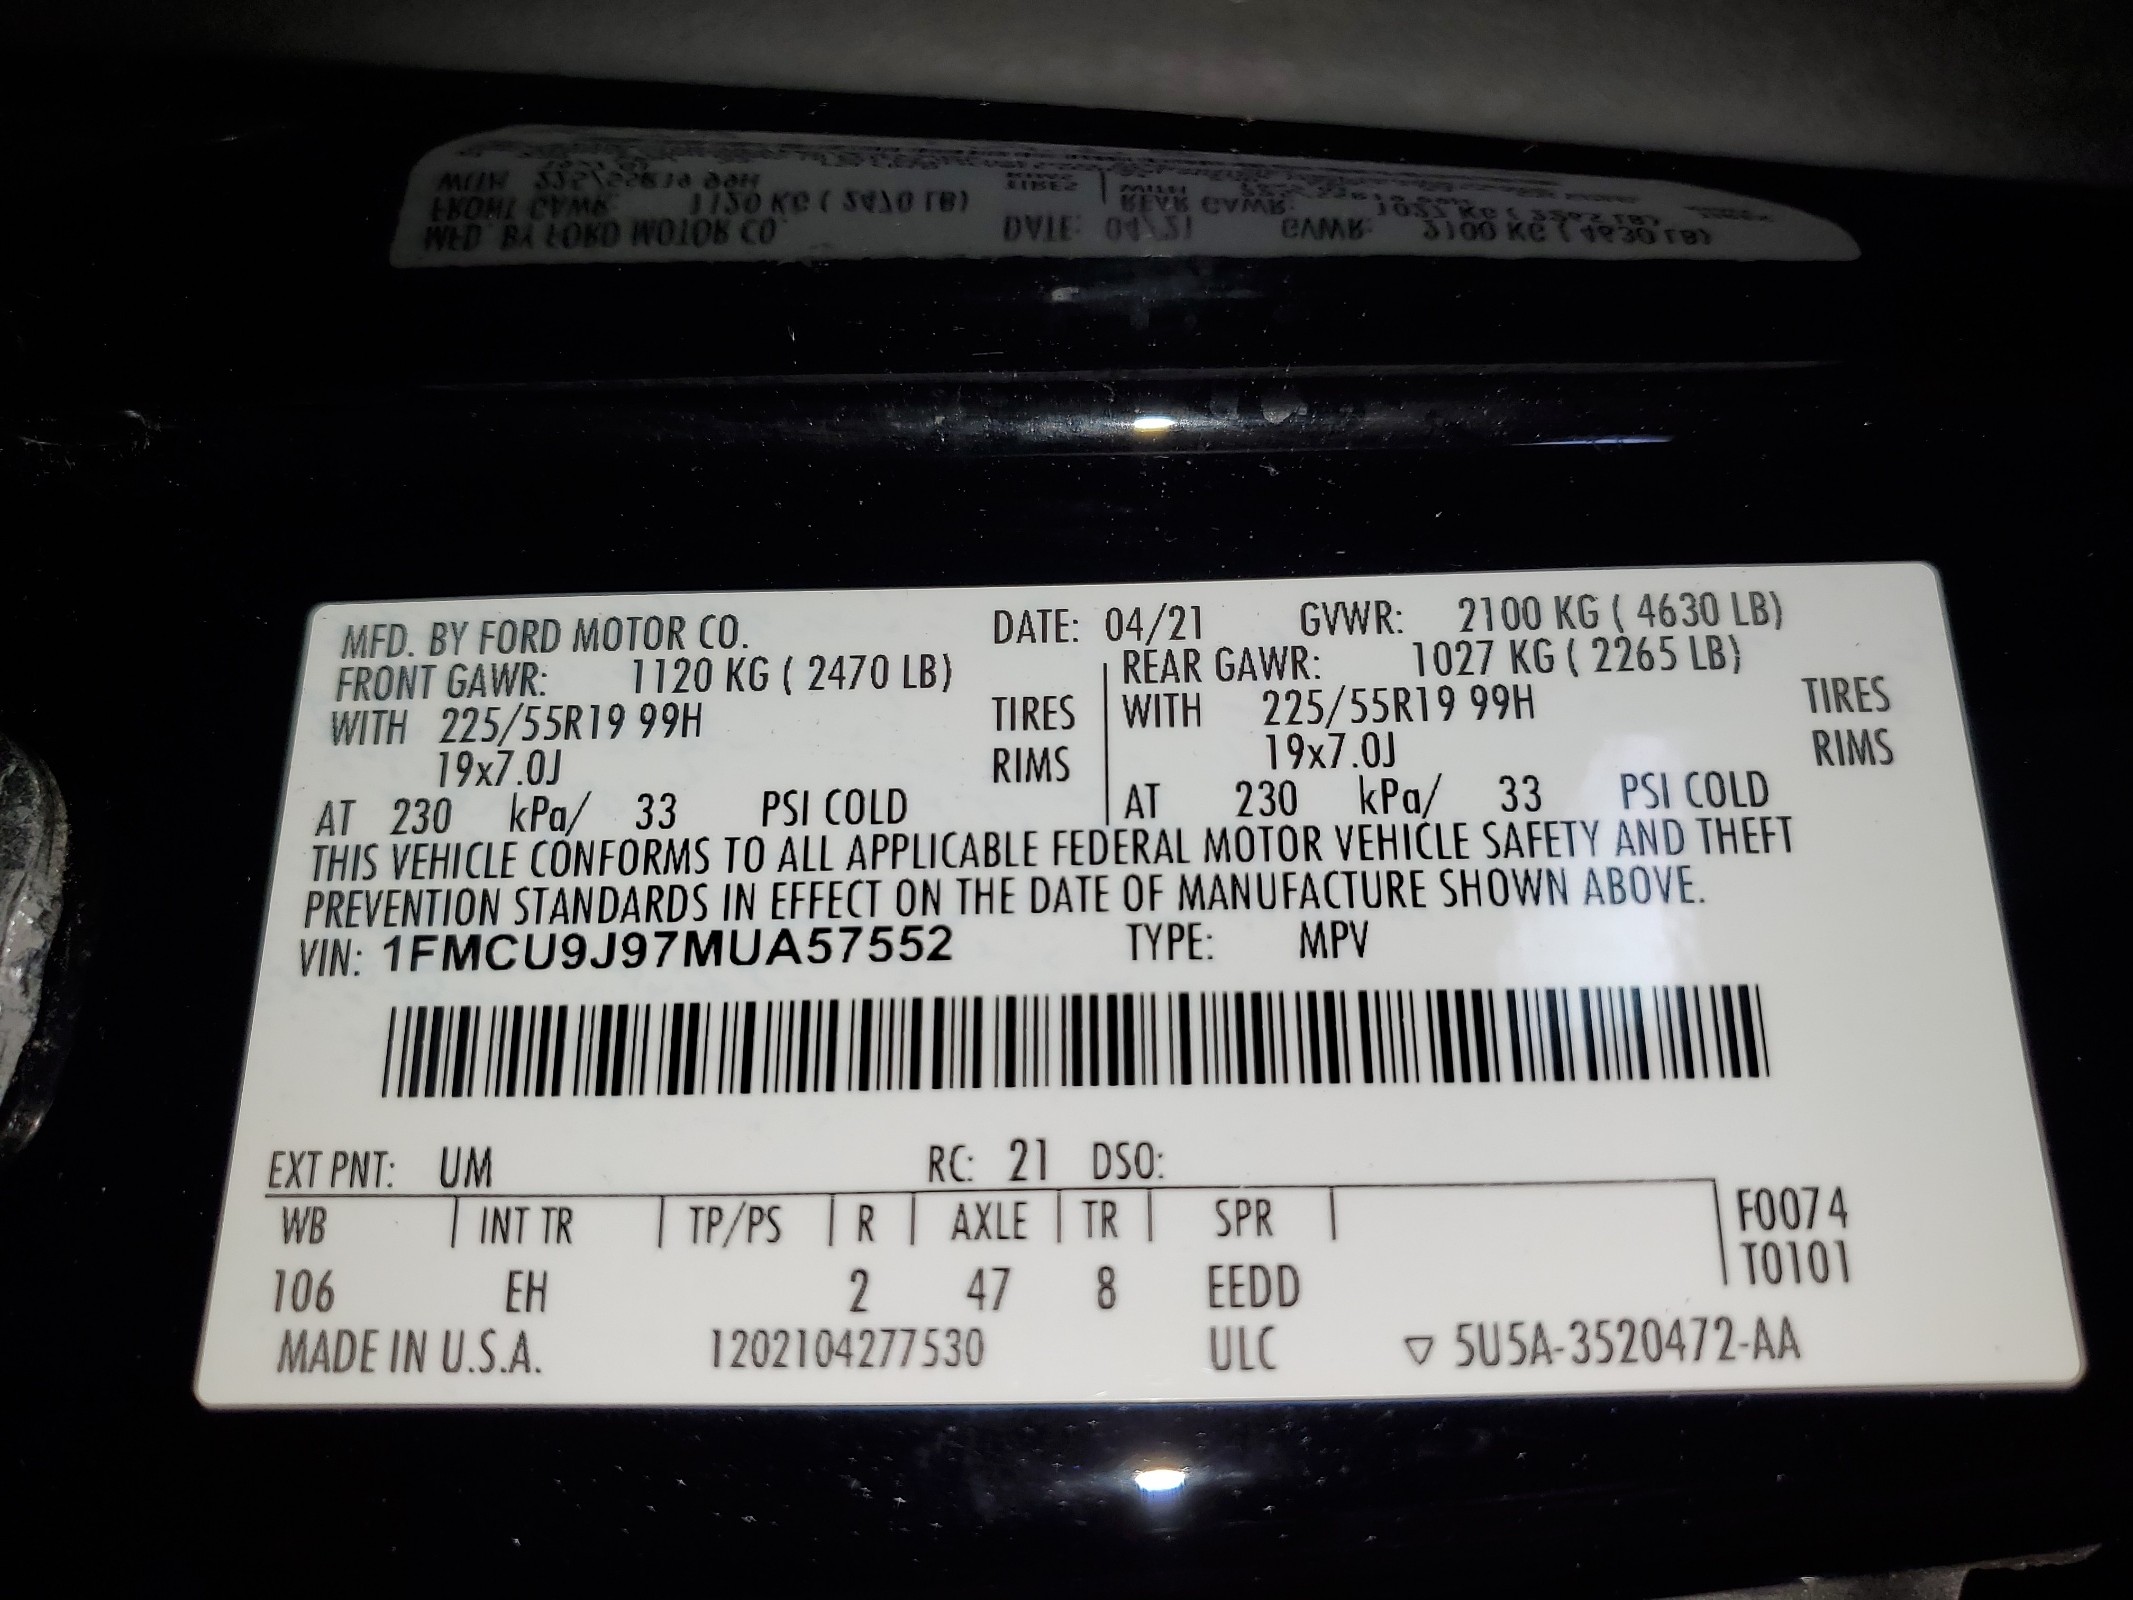 MFD. BY FORD MOTOR CO. DATE: 04/21 GVWR: 2100 KG ( 4630 LB)
FRONT GAWR: 1120 KG ( 2470 LB) REAR GAWR: 1027 KG ( 2265 LB)
WITH 225/55R19 99H TIRES WITH 225/55R19 99H TIRES
19x7.0J RIMS 19x7.0J RIMS
AT 230 kPa/ 33 PSI COLD AT 230 kPa/ 33 PSI COLD
THIS VEHICLE CONFORMS TO ALL APPLICABLE FEDERAL MOTOR VEHICLE SAFETY AND THEFT
PREVENTION STANDARDS IN EFFECT ON THE DATE OF MANUFACTURE SHOWN ABOVE.
VIN: 1FMCU9J97MUA57552 TYPE: MPV
EXT PNT: UM RC: 21 DSO:
WB INT TR TP/PS R AXLE TR SPR F0074
T0101
106 EH 2 47 8 EEDD
MADE IN U.S.A. 1202104277530 ULC ▽ 5U5A-3520472-AA